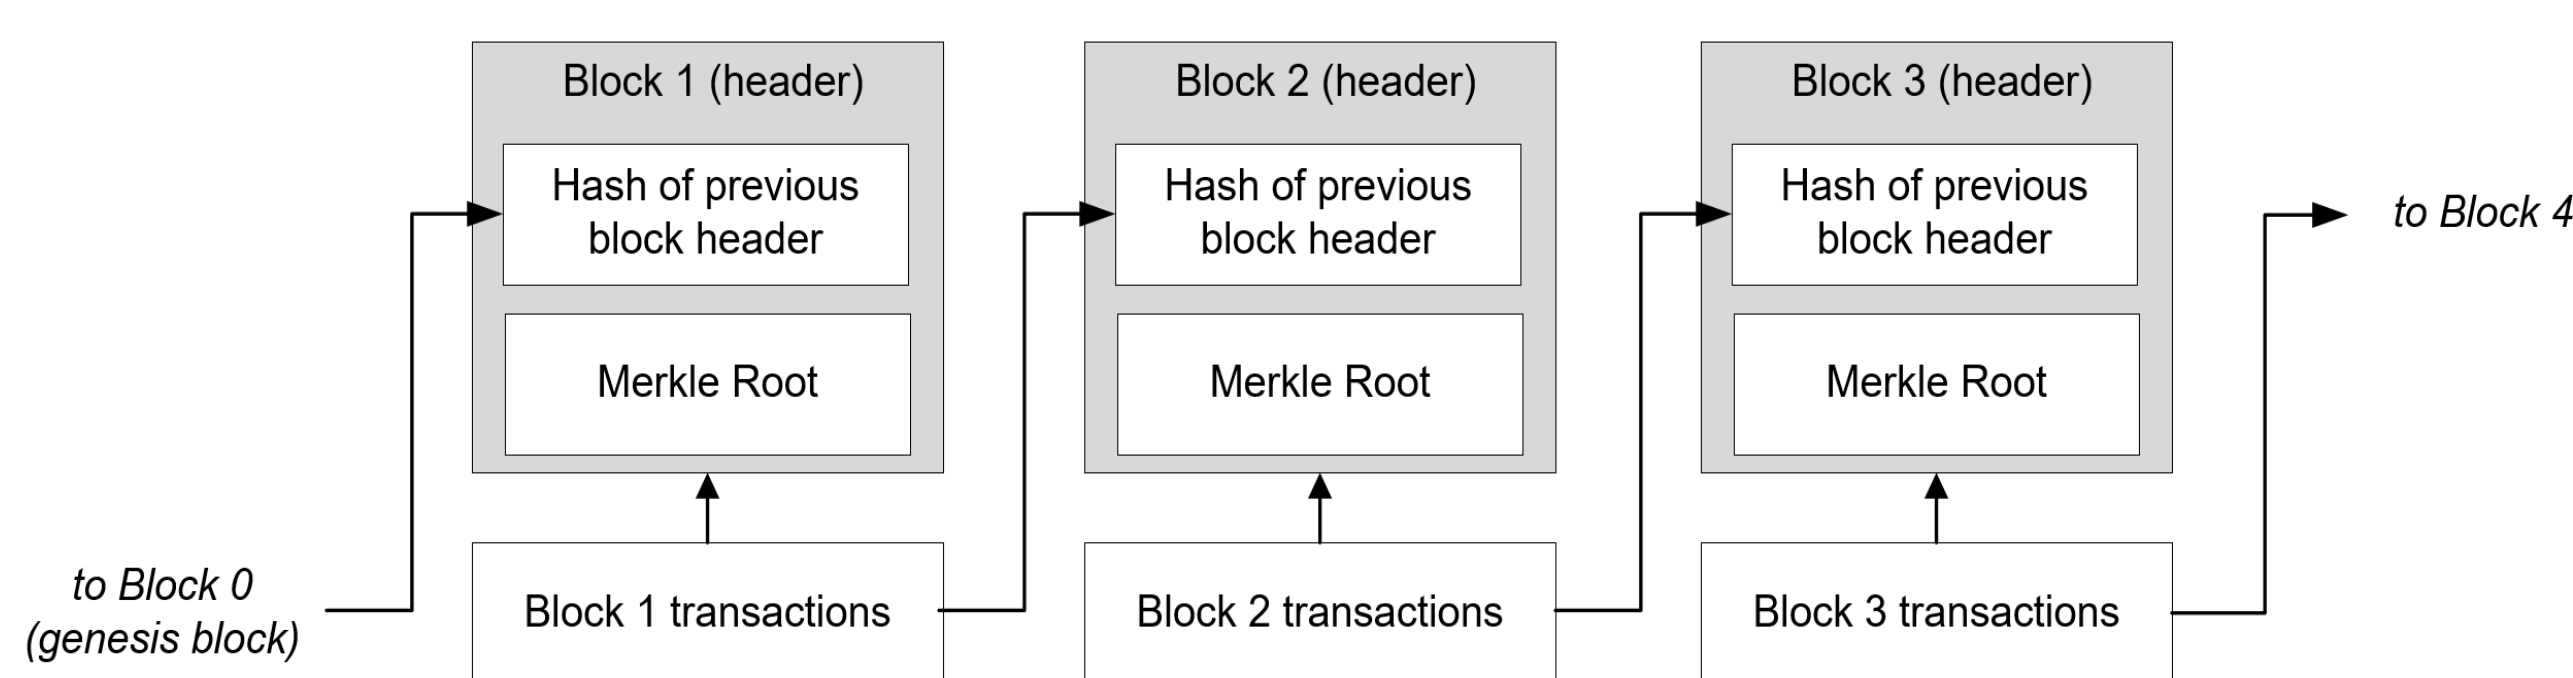 Block 1 (header)
Block 2 (header)
Block 3 (header)
Hash of previous
block header
Hash of previous
block header
Hash of previous
block header
to Block 4
Merkle Root
Merkle Root
Merkle Root
to Block 0
(genesis block)
Block 1 transactions
Block 2 transactions
Block 3 transactions